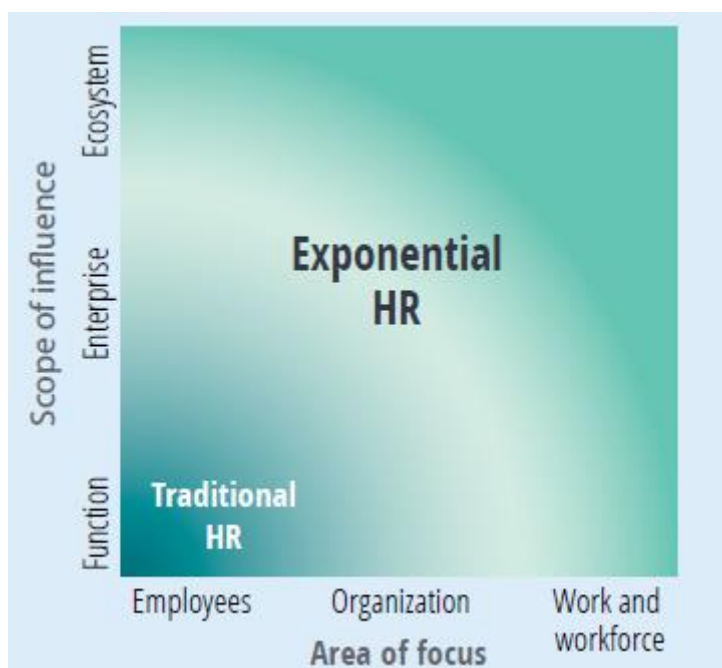 Scope of influence
Ecosystem
Enterprise
Function
Exponential
HR
Traditional
HR
Employees
Organization
Work and
workforce
Area of focus